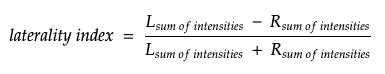 laterality index = (L_sum of intensities − R_sum of intensities) / (L_sum of intensities + R_sum of intensities)